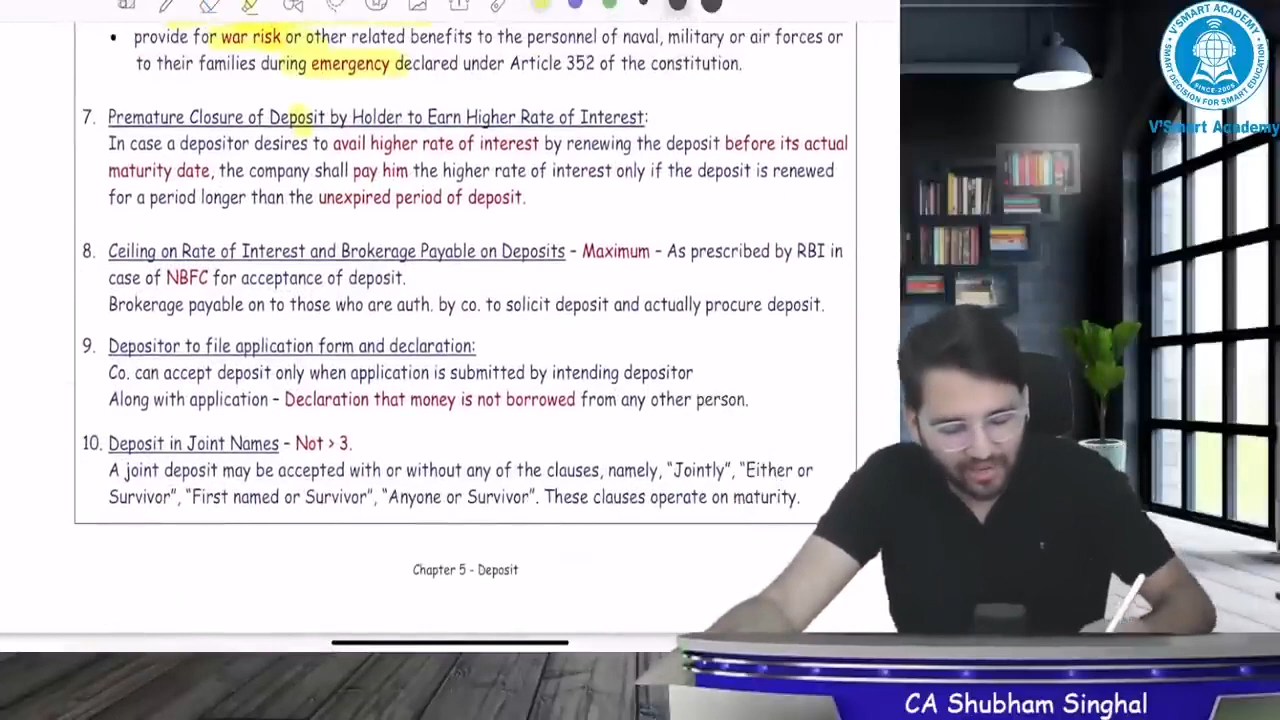 • provide for war risk or other related benefits to the personnel of naval, military or air forces or
to their families during emergency declared under Article 352 of the constitution.
7. Premature Closure of Deposit by Holder to Earn Higher Rate of Interest:
In case a depositor desires to avail higher rate of interest by renewing the deposit before its actual
maturity date, the company shall pay him the higher rate of interest only if the deposit is renewed
for a period longer than the unexpired period of deposit.
8. Ceiling on Rate of Interest and Brokerage Payable on Deposits – Maximum – As prescribed by RBI in
case of NBFC for acceptance of deposit.
Brokerage payable on to those who are auth. by co. to solicit deposit and actually procure deposit.
9. Depositor to file application form and declaration:
Co. can accept deposit only when application is submitted by intending depositor
Along with application – Declaration that money is not borrowed from any other person.
10. Deposit in Joint Names – Not > 3.
A joint deposit may be accepted with or without any of the clauses, namely, “Jointly”, “Either or
Survivor”, “First named or Survivor”, “Anyone or Survivor”. These clauses operate on maturity.
Chapter 5 - Deposit
V'SMART ACADEMY
SINCE-2005
SMART DECISION FOR SMART EDUCATION
V'Smart Academy
CA Shubham Singhal